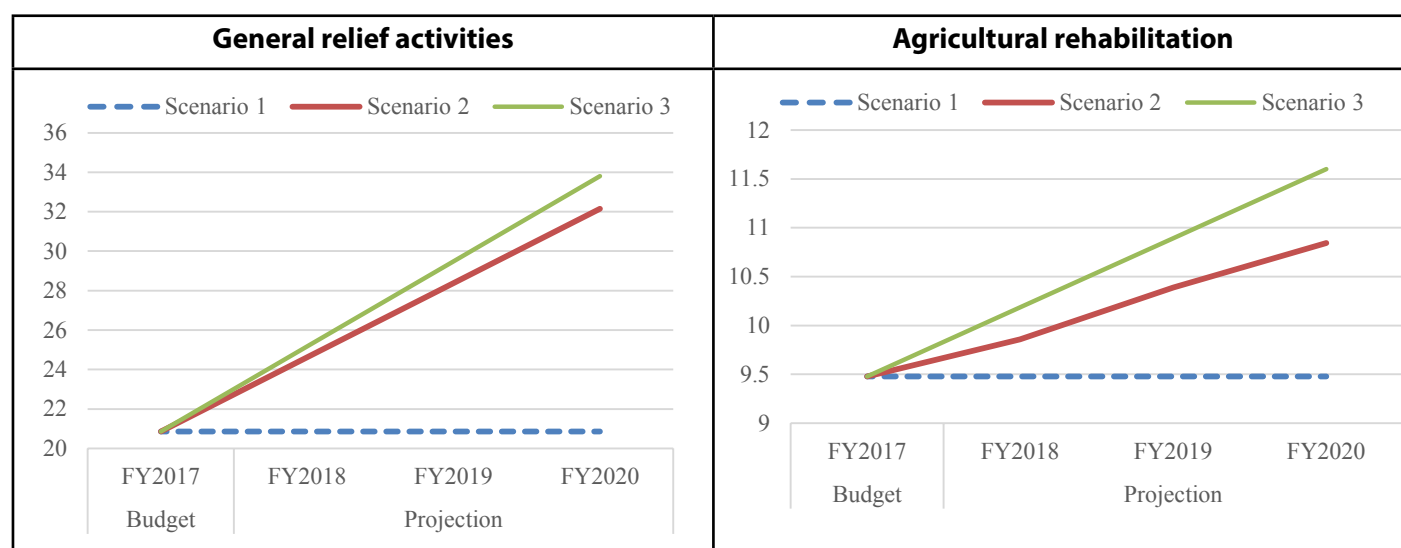 General relief activities
Scenario 1 Scenario 2 Scenario 3
36
34
32
30
28
26
24
22
20
FY2017 FY2018 FY2019 FY2020
Budget Projection
Agricultural rehabilitation
Scenario 1 Scenario 2 Scenario 3
12
11.5
11
10.5
10
9.5
9
FY2017 FY2018 FY2019 FY2020
Budget Projection